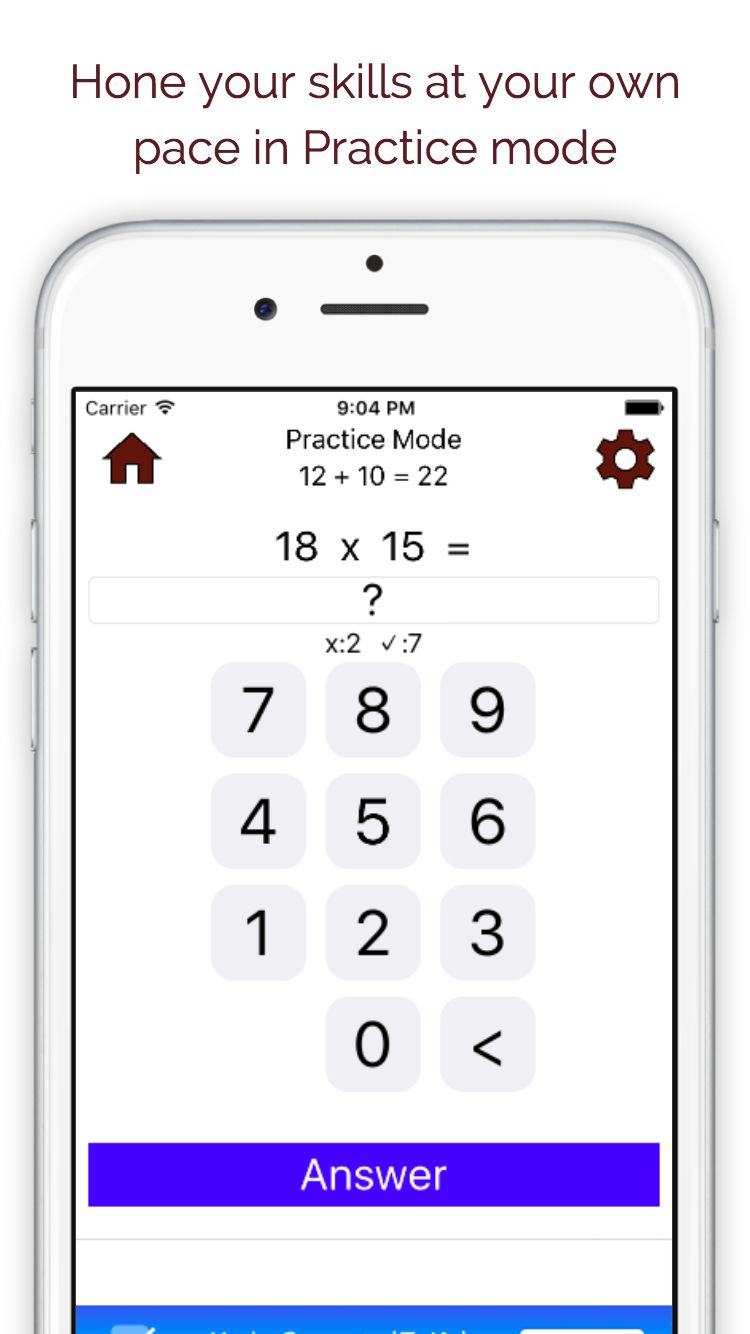 Hone your skills at your own
pace in Practice mode
Carrier 9:04 PM
Practice Mode
12 + 10 = 22
18 x 15 =
?
x:2 ✓:7
7 8 9
4 5 6
1 2 3
0 <
Answer